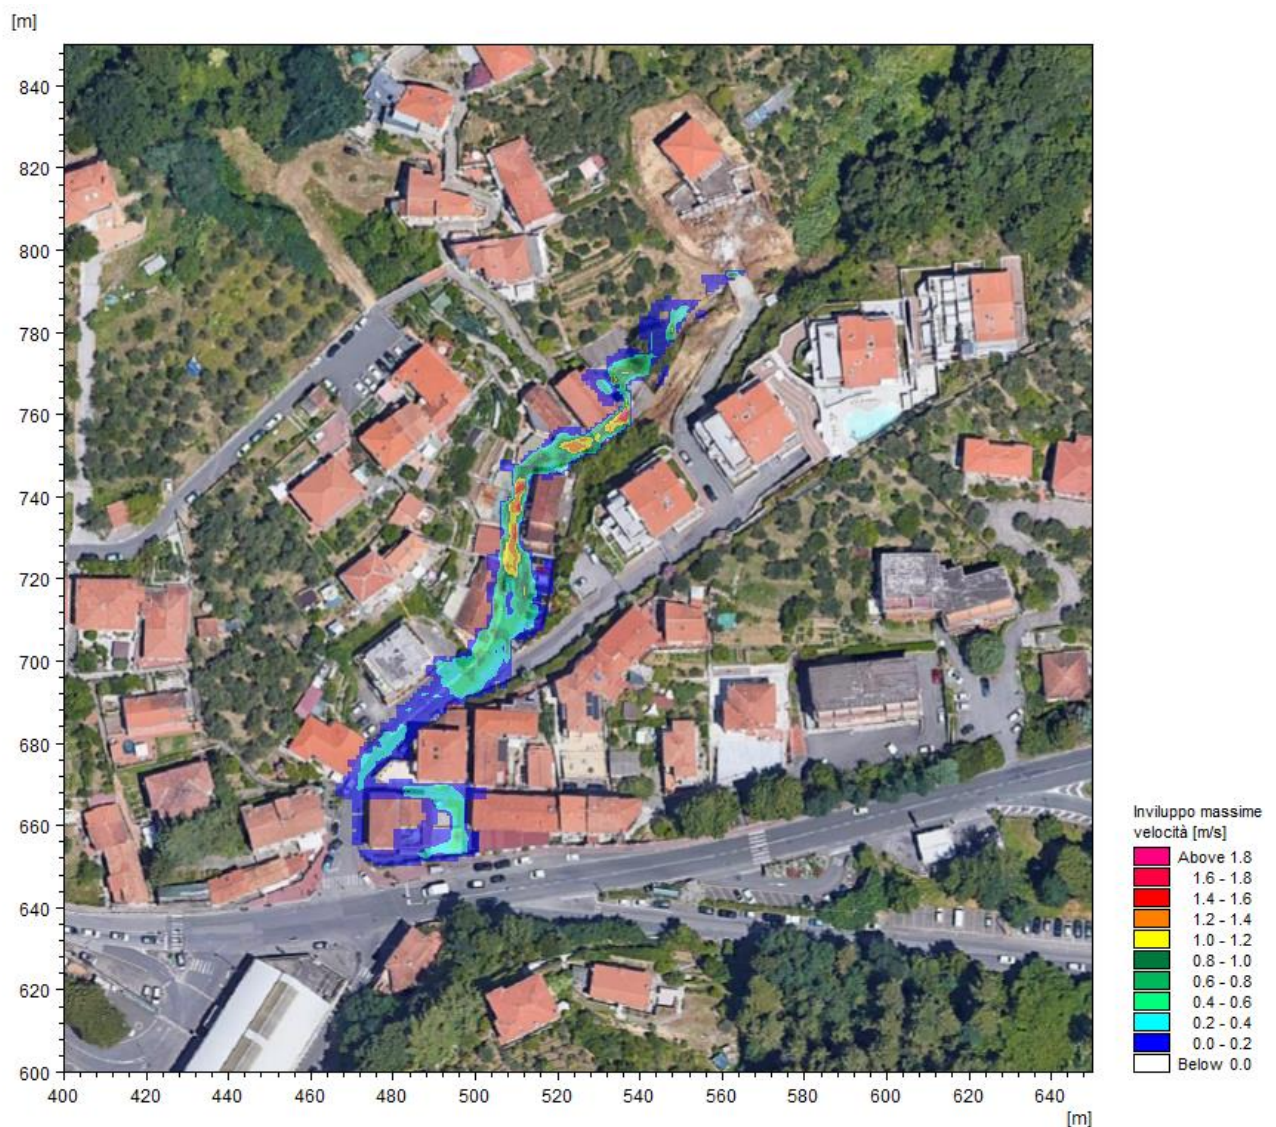 [m]
840
820
800
780
760
740
720
700
680
660
640
620
600
400 420 440 460 480 500 520 540 560 580 600 620 640
[m]
Inviluppo massime
velocità [m/s]
Above 1.8
1.6 - 1.8
1.4 - 1.6
1.2 - 1.4
1.0 - 1.2
0.8 - 1.0
0.6 - 0.8
0.4 - 0.6
0.2 - 0.4
0.0 - 0.2
Below 0.0